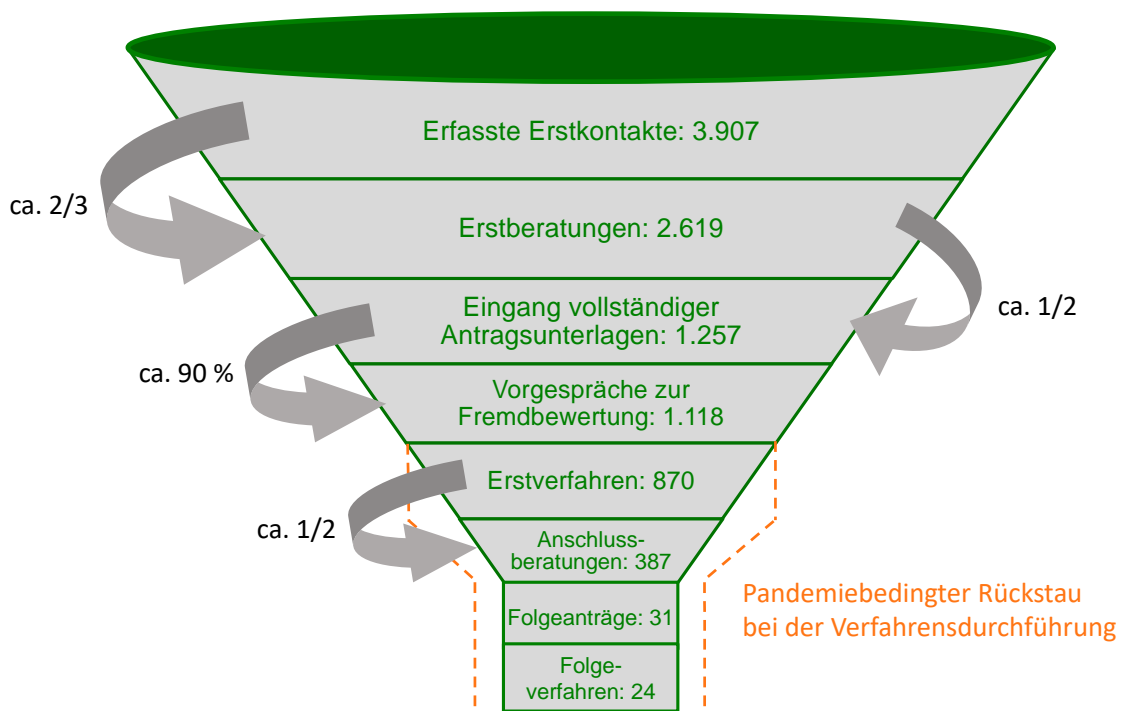 Erfasste Erstkontakte: 3.907
ca. 2/3
Erstberatungen: 2.619
ca. 1/2
Eingang vollständiger
Antragsunterlagen: 1.257
ca. 90 %
Vorgespräche zur
Fremdbewertung: 1.118
Erstverfahren: 870
ca. 1/2
Anschluss-
beratungen: 387
Pandemiebedingter Rückstau
bei der Verfahrensdurchführung
Folgeanträge: 31
Folge-
verfahren: 24